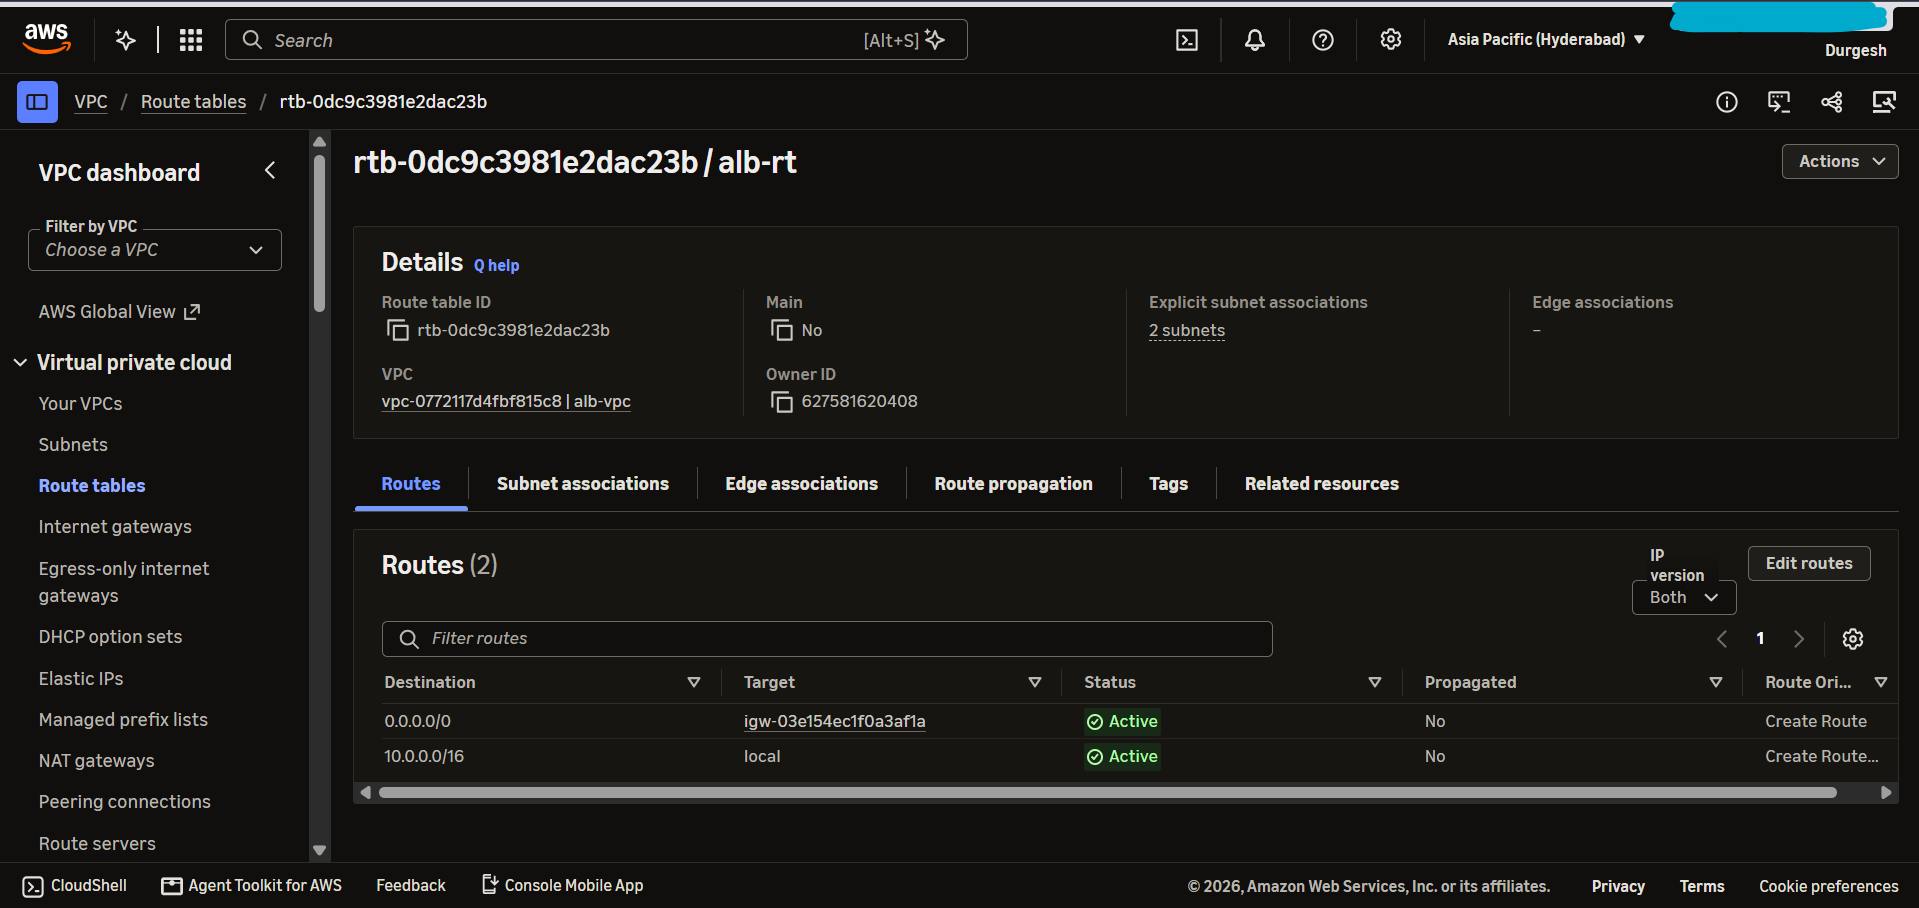 aws
Search
[Alt+S]
Asia Pacific (Hyderabad)
Durgesh
VPC / Route tables / rtb-0dc9c3981e2dac23b
VPC dashboard
Filter by VPC
Choose a VPC
AWS Global View
Virtual private cloud
Your VPCs
Subnets
Route tables
Internet gateways
Egress-only internet
gateways
DHCP option sets
Elastic IPs
Managed prefix lists
NAT gateways
Peering connections
Route servers
rtb-0dc9c3981e2dac23b / alb-rt
Actions
Details Q help
Route table ID
rtb-0dc9c3981e2dac23b
Main
No
Explicit subnet associations
2 subnets
Edge associations
–
VPC
vpc-0772117d4fbf815c8 | alb-vpc
Owner ID
627581620408
Routes Subnet associations Edge associations Route propagation Tags Related resources
Routes (2)
IP
version
Both
Edit routes
Filter routes
1
Destination Target Status Propagated Route Ori...
0.0.0.0/0 igw-03e154ec1f0a3af1a Active No Create Route
10.0.0.0/16 local Active No Create Route...
CloudShell Agent Toolkit for AWS Feedback Console Mobile App © 2026, Amazon Web Services, Inc. or its affiliates. Privacy Terms Cookie preferences